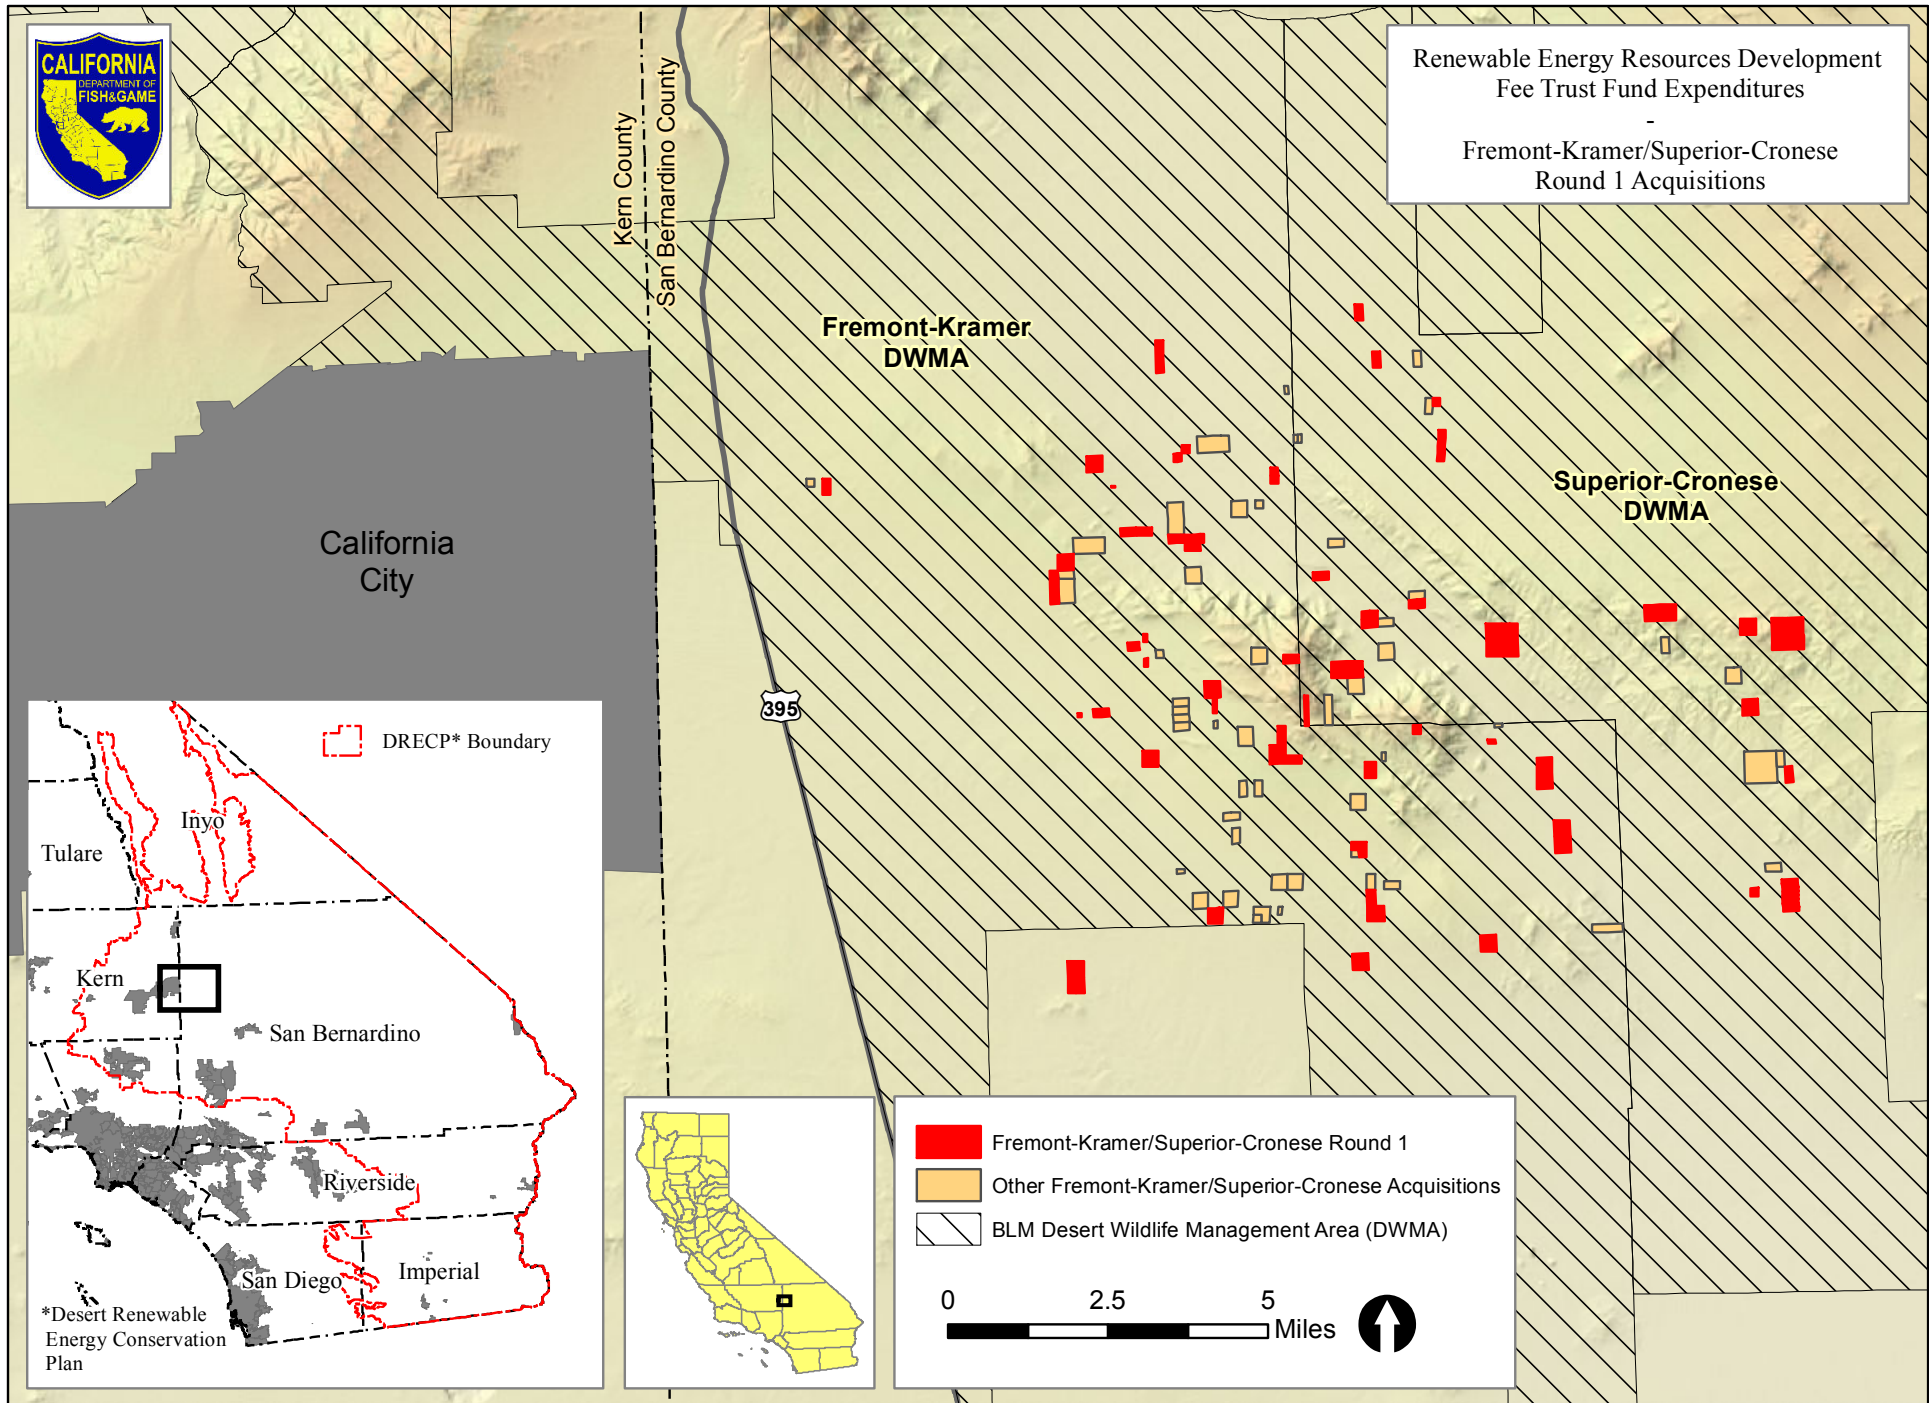 CALIFORNIA
DEPARTMENT OF
FISH&GAME
Renewable Energy Resources Development
Fee Trust Fund Expenditures
-
Fremont-Kramer/Superior-Cronese
Round 1 Acquisitions
Kern County
San Bernardino County
Fremont-Kramer
DWMA
Superior-Cronese
DWMA
California
City
395
DRECP* Boundary
Inyo
Tulare
Kern
San Bernardino
Riverside
San Diego
Imperial
*Desert Renewable
Energy Conservation
Plan
Fremont-Kramer/Superior-Cronese Round 1
Other Fremont-Kramer/Superior-Cronese Acquisitions
BLM Desert Wildlife Management Area (DWMA)
0 2.5 5
Miles